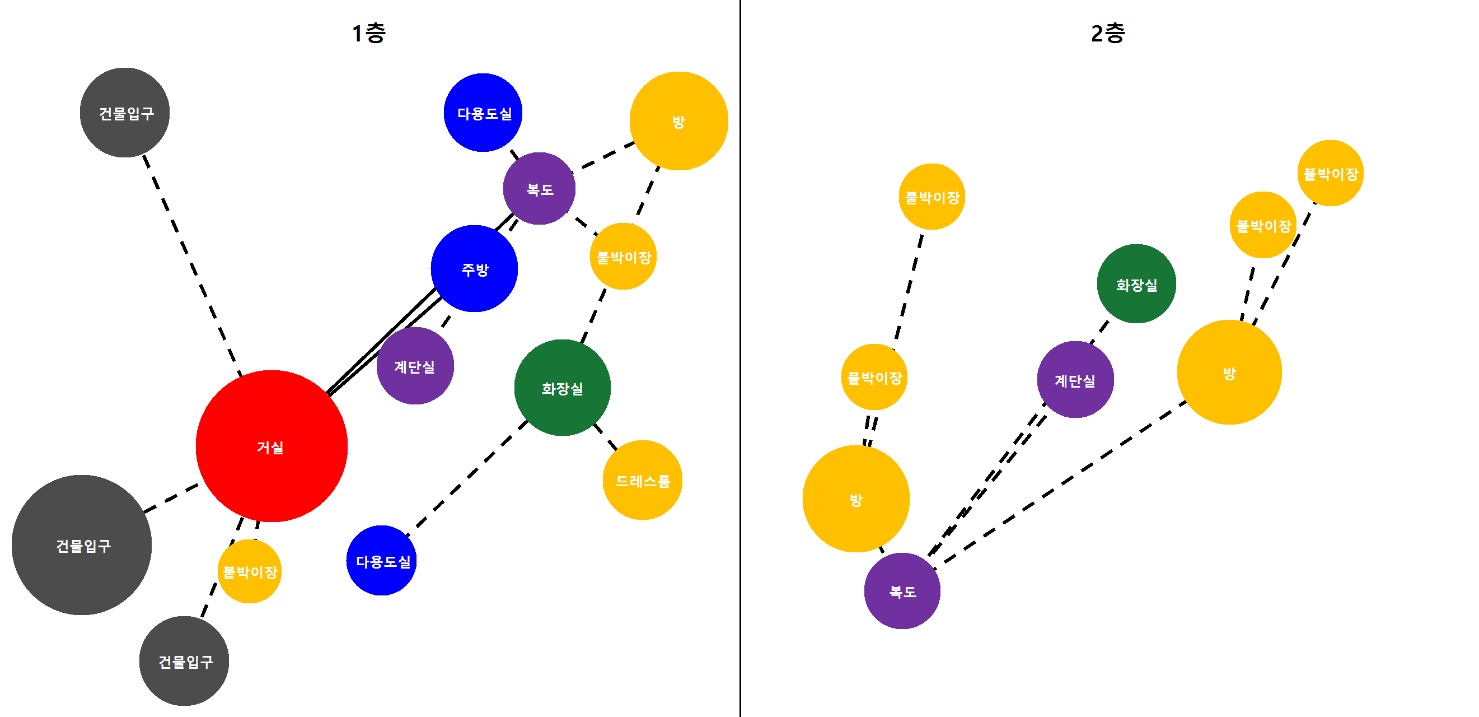 1층
건물입구
다용도실
방
복도
붙박이장
주방
계단실
화장실
거실
드레스룸
건물입구
붙박이장
다용도실
건물입구
2층
붙박이장
붙박이장
붙박이장
화장실
계단실
방
붙박이장
방
복도